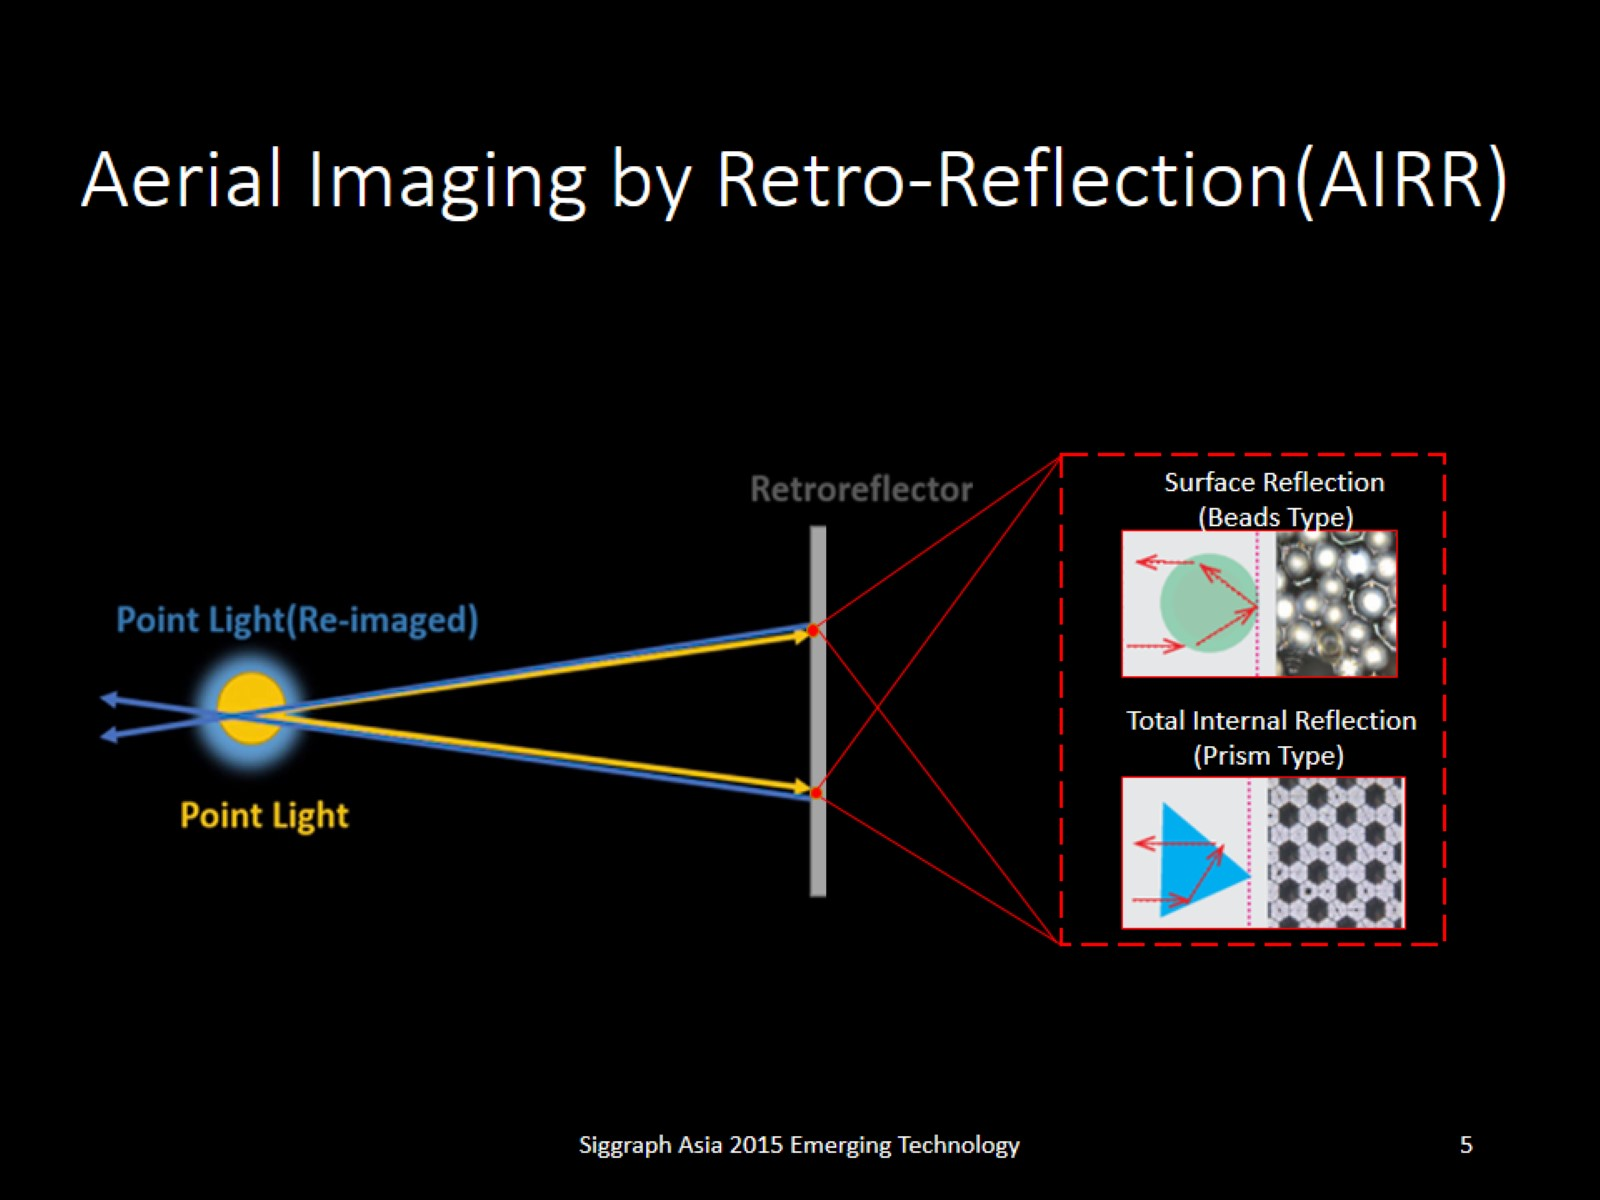 Aerial Imaging by Retro-Reflection(AIRR)
Retroreflector
Surface Reflection
(Beads Type)
Point Light(Re-imaged)
Total Internal Reflection
(Prism Type)
Point Light
Siggraph Asia 2015 Emerging Technology
5